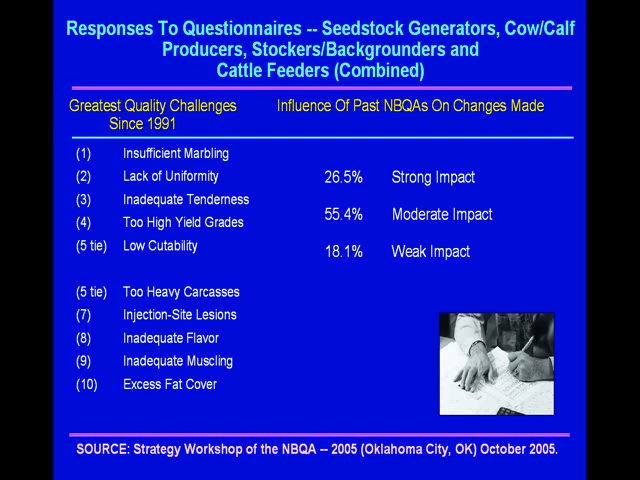 Responses To Questionnaires -- Seedstock Generators, Cow/Calf
Producers, Stockers/Backgrounders and
Cattle Feeders (Combined)
Greatest Quality Challenges
Since 1991
(1) Insufficient Marbling
(2) Lack of Uniformity
(3) Inadequate Tenderness
(4) Too High Yield Grades
(5 tie) Low Cutability
(5 tie) Too Heavy Carcasses
(7) Injection-Site Lesions
(8) Inadequate Flavor
(9) Inadequate Muscling
(10) Excess Fat Cover
Influence Of Past NBQAs On Changes Made
26.5% Strong Impact
55.4% Moderate Impact
18.1% Weak Impact
SOURCE: Strategy Workshop of the NBQA -- 2005 (Oklahoma City, OK) October 2005.